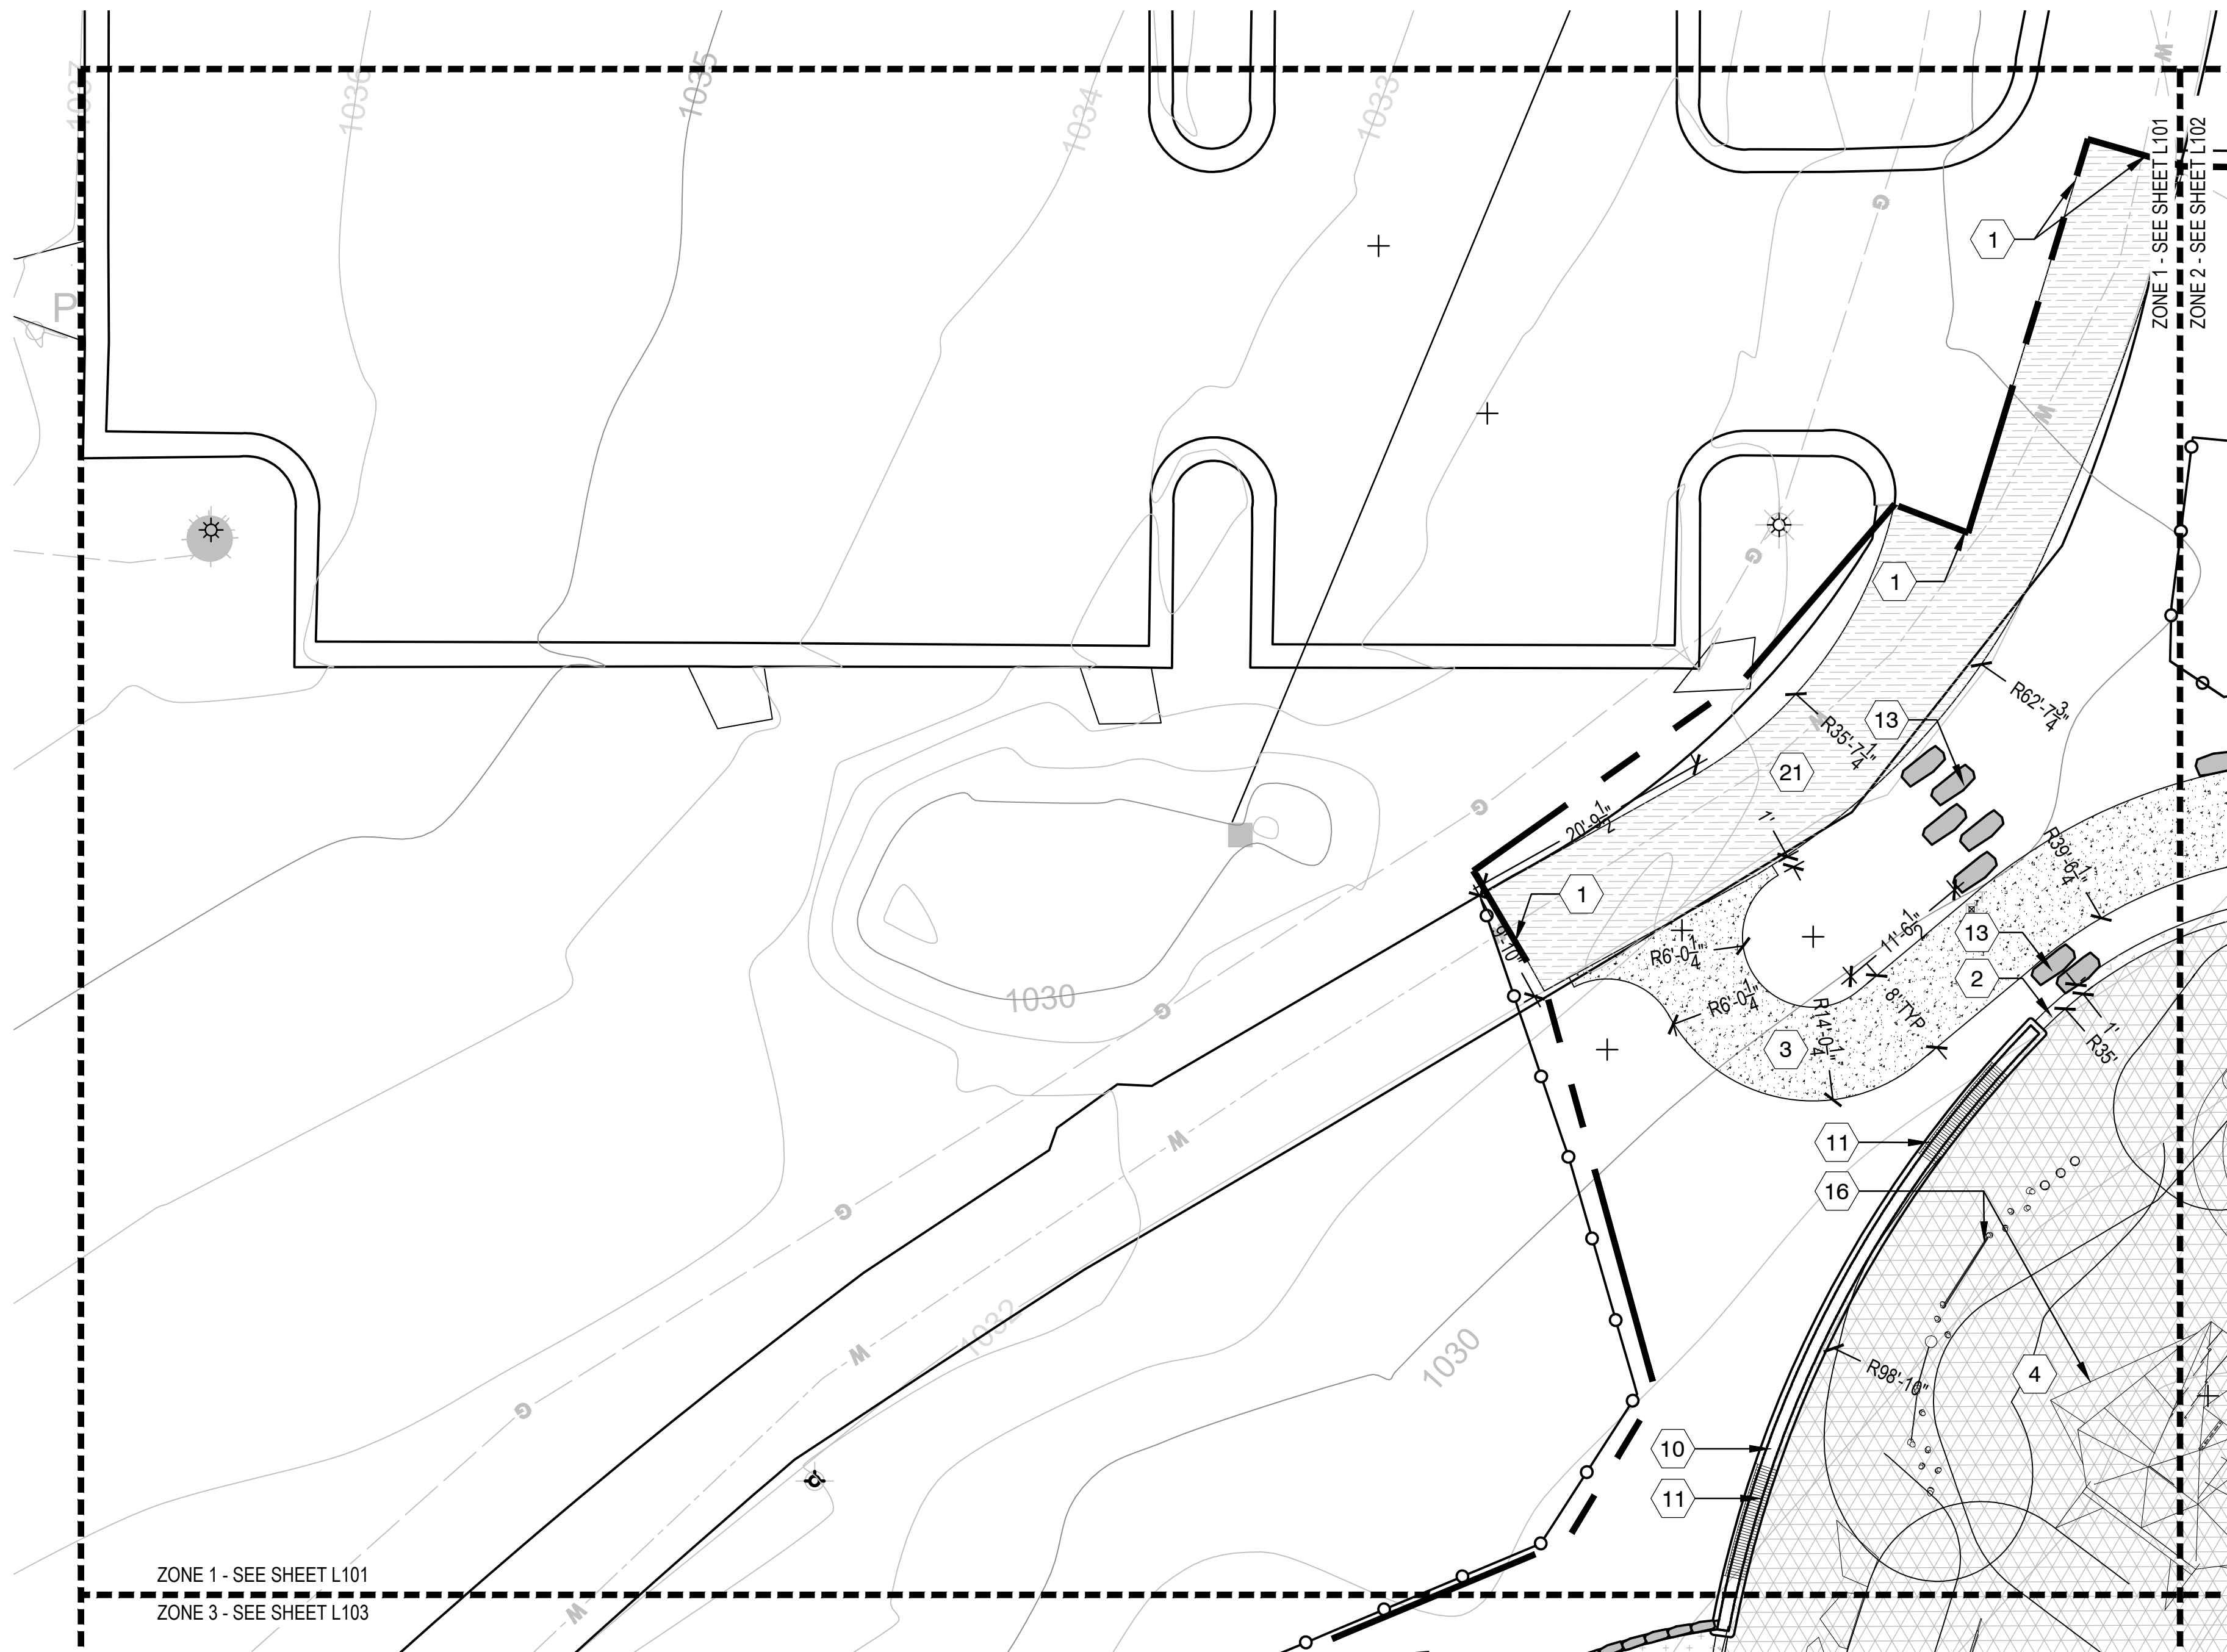 1037
1036
1035
1034
1033
W
ZONE 1 - SEE SHEET L101
ZONE 2 - SEE SHEET L102
G
1
P
W
G
1
R62'-7 3/4"
13
R35'-7 1/4"
W
21
G
20'-9 1/2"
1'
R39'-6 1/4"
1
9'-10"
R6'-0 1/4"
11'-6 1/2"
13
2
1030
G
R6'-0 1/4"
R14'-0 1/4"
8' TYP
1'
R35'
3
W
11
16
G
1032
W
1030
R98'-10"
4
G
10
11
ZONE 1 - SEE SHEET L101
ZONE 3 - SEE SHEET L103
W